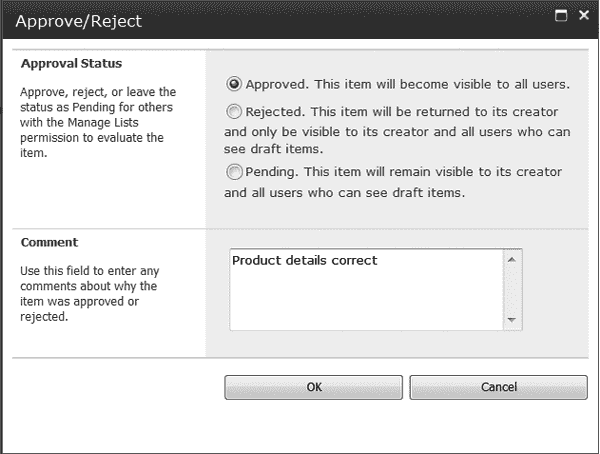 Approve/Reject
Approval Status
Approve, reject, or leave the
status as Pending for others
with the Manage Lists
permission to evaluate the
item.
Approved. This item will become visible to all users.
Rejected. This item will be returned to its creator
and only be visible to its creator and all users who can
see draft items.
Pending. This item will remain visible to its creator
and all users who can see draft items.
Comment
Use this field to enter any
comments about why the
item was approved or
rejected.
Product details correct
OK
Cancel